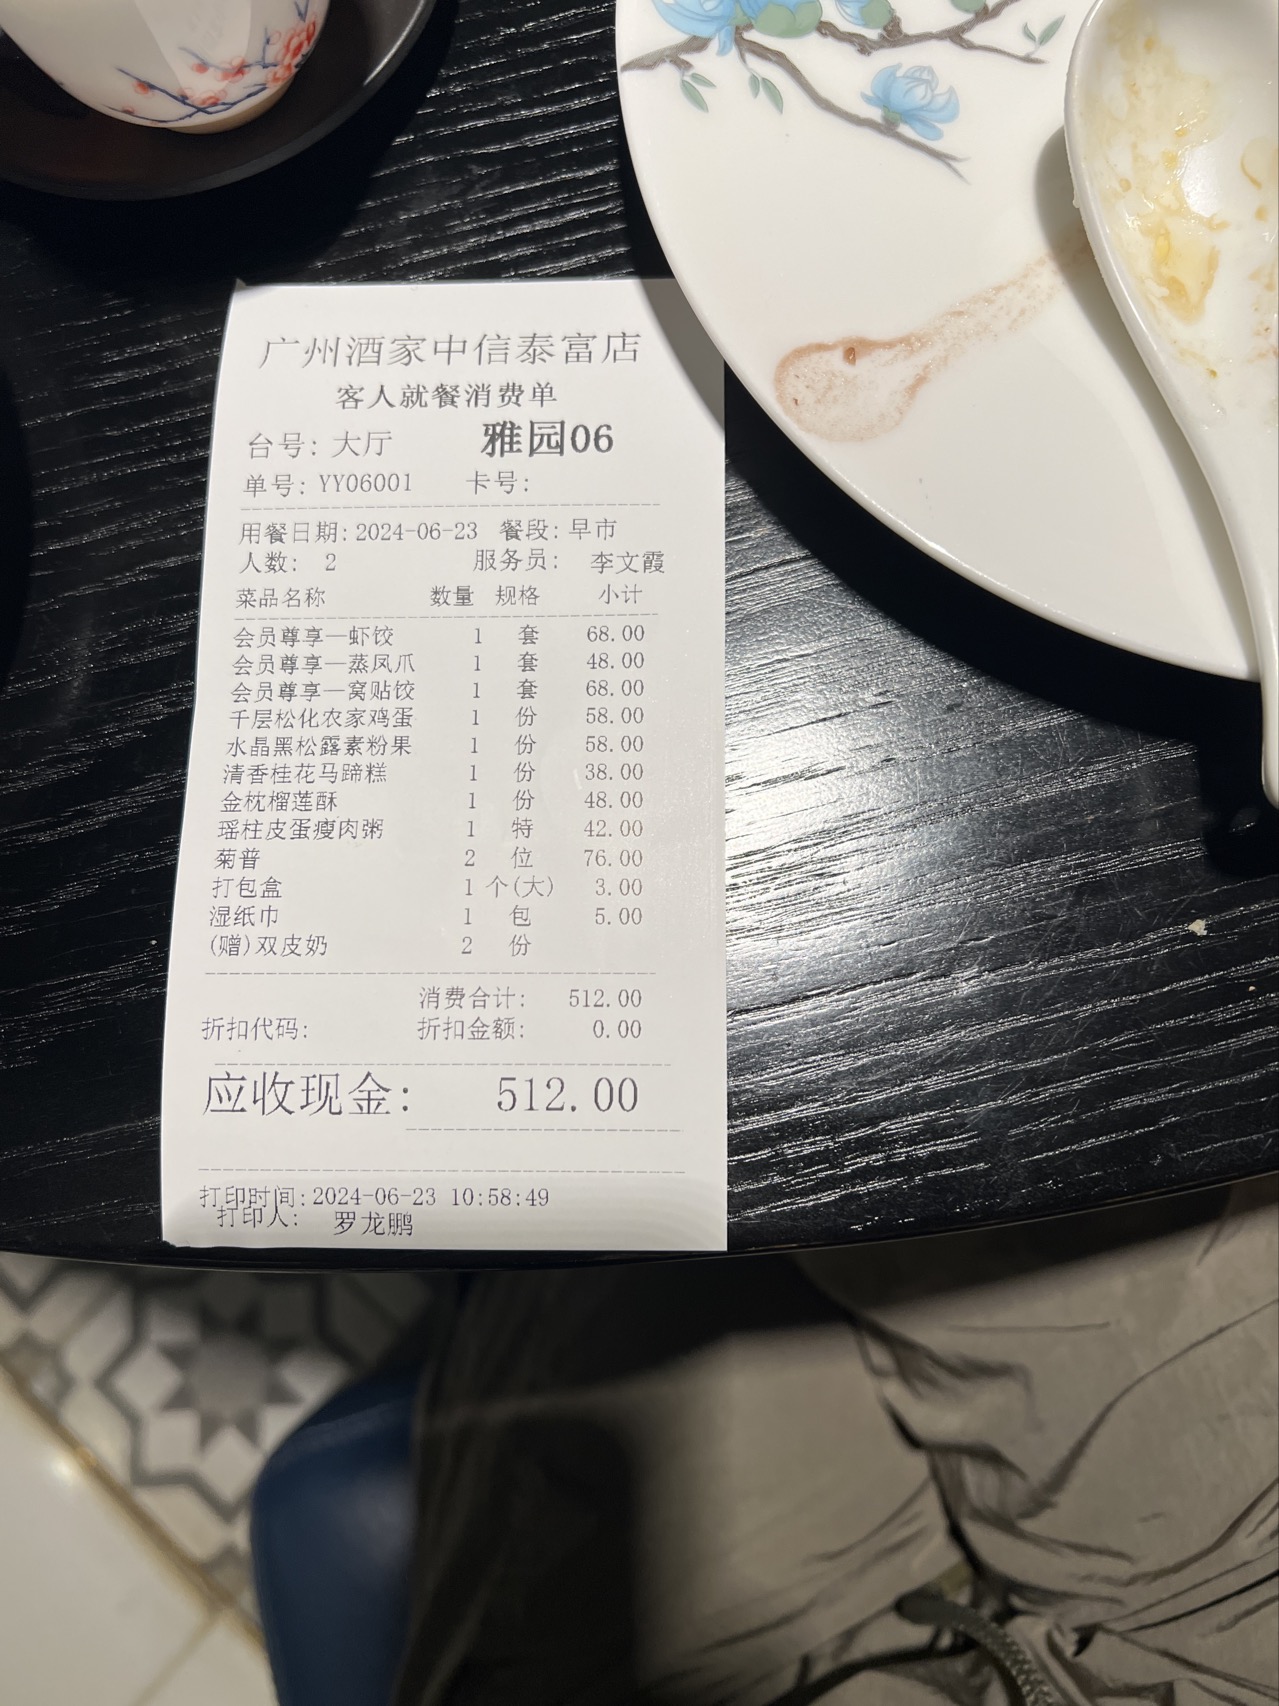 广州酒家中信泰富店
客人就餐消费单
台号: 大厅 雅园06
单号: YY06001 卡号:
用餐日期: 2024-06-23 餐段: 早市
人数: 2 服务员: 李文霞
菜品名称 数量 规格 小计
会员尊享—虾饺 1 套 68.00
会员尊享—蒸凤爪 1 套 48.00
会员尊享—窝贴饺 1 套 68.00
千层松化农家鸡蛋 1 份 58.00
水晶黑松露素粉果 1 份 58.00
清香桂花马蹄糕 1 份 38.00
金枕榴莲酥 1 份 48.00
瑶柱皮蛋瘦肉粥 1 特 42.00
菊普 2 位 76.00
打包盒 1 个(大) 3.00
湿纸巾 1 包 5.00
(赠)双皮奶 2 份
消费合计: 512.00
折扣代码: 折扣金额: 0.00
应收现金: 512.00
打印时间: 2024-06-23 10:58:49
打印人: 罗龙鹏